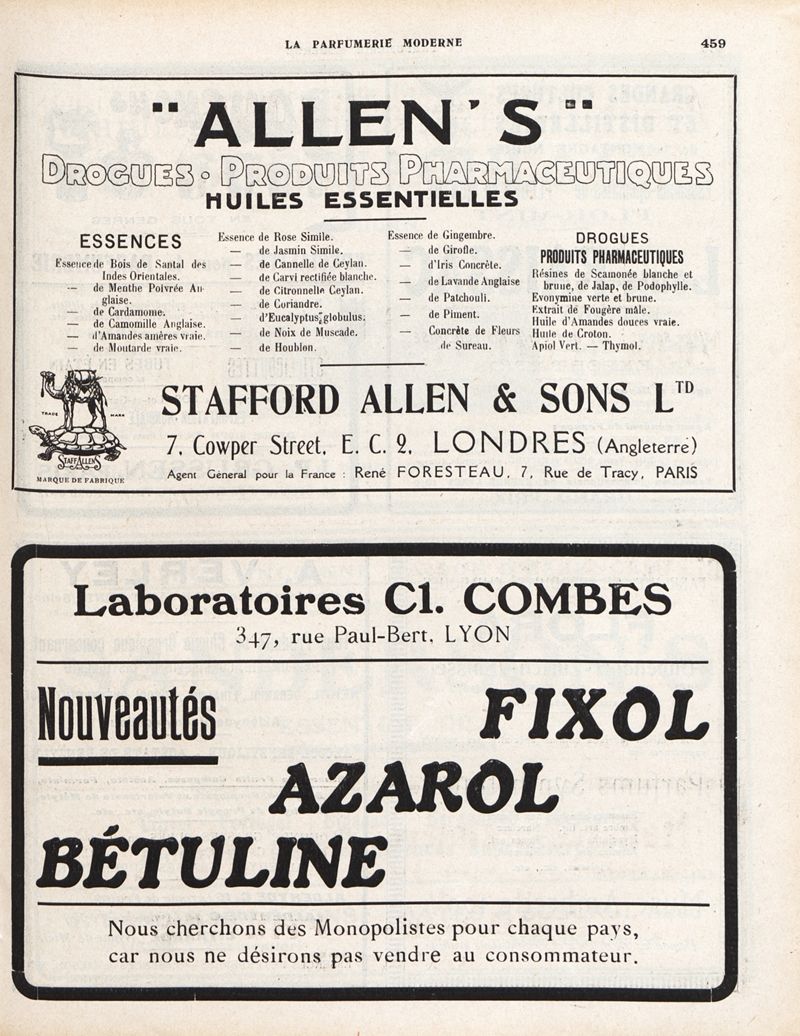 LA PARFUMERIE MODERNE
459
"ALLEN'S"
DROGUES • PRODUITS PHARMACEUTIQUES
HUILES ESSENTIELLES
ESSENCES
Essence de Bois de Santal des
Indes Orientales.
— de Menthe Poivrée An-
glaise.
— de Cardamome.
— de Camomille Anglaise.
— d'Amandes amères vraie.
— de Moutarde vraie.
Essence de Rose Simile.
— de Jasmin Simile.
— de Cannelle de Ceylan.
— de Carvi rectifiée blanche.
— de Citronnelle Ceylan.
— de Coriandre.
— d'Eucalyptus globulus.
— de Noix de Muscade.
— de Houblon.
Essence de Gingembre.
— de Girofle.
— d'Iris Concrète.
— de Lavande Anglaise
— de Patchouli.
— de Piment.
— Concrète de Fleurs
de Sureau.
DROGUES
PRODUITS PHARMACEUTIQUES
Résines de Scamonée blanche et
brune, de Jalap, de Podophylle.
Evonymine verte et brune.
Extrait de Fougère mâle.
Huile d'Amandes douces vraie.
Huile de Croton.
Apiol Vert. — Thymol.
TRADE MARK
STAFFALLENS
MARQUE DE FABRIQUE
STAFFORD ALLEN & SONS LTD
7, Cowper Street, E. C. 2, LONDRES (Angleterre)
Agent Général pour la France : René FORESTEAU, 7, Rue de Tracy, PARIS
Laboratoires Cl. COMBES
347, rue Paul-Bert, LYON
Nouveautés
FIXOL
AZAROL
BÉTULINE
Nous cherchons des Monopolistes pour chaque pays,
car nous ne désirons pas vendre au consommateur.